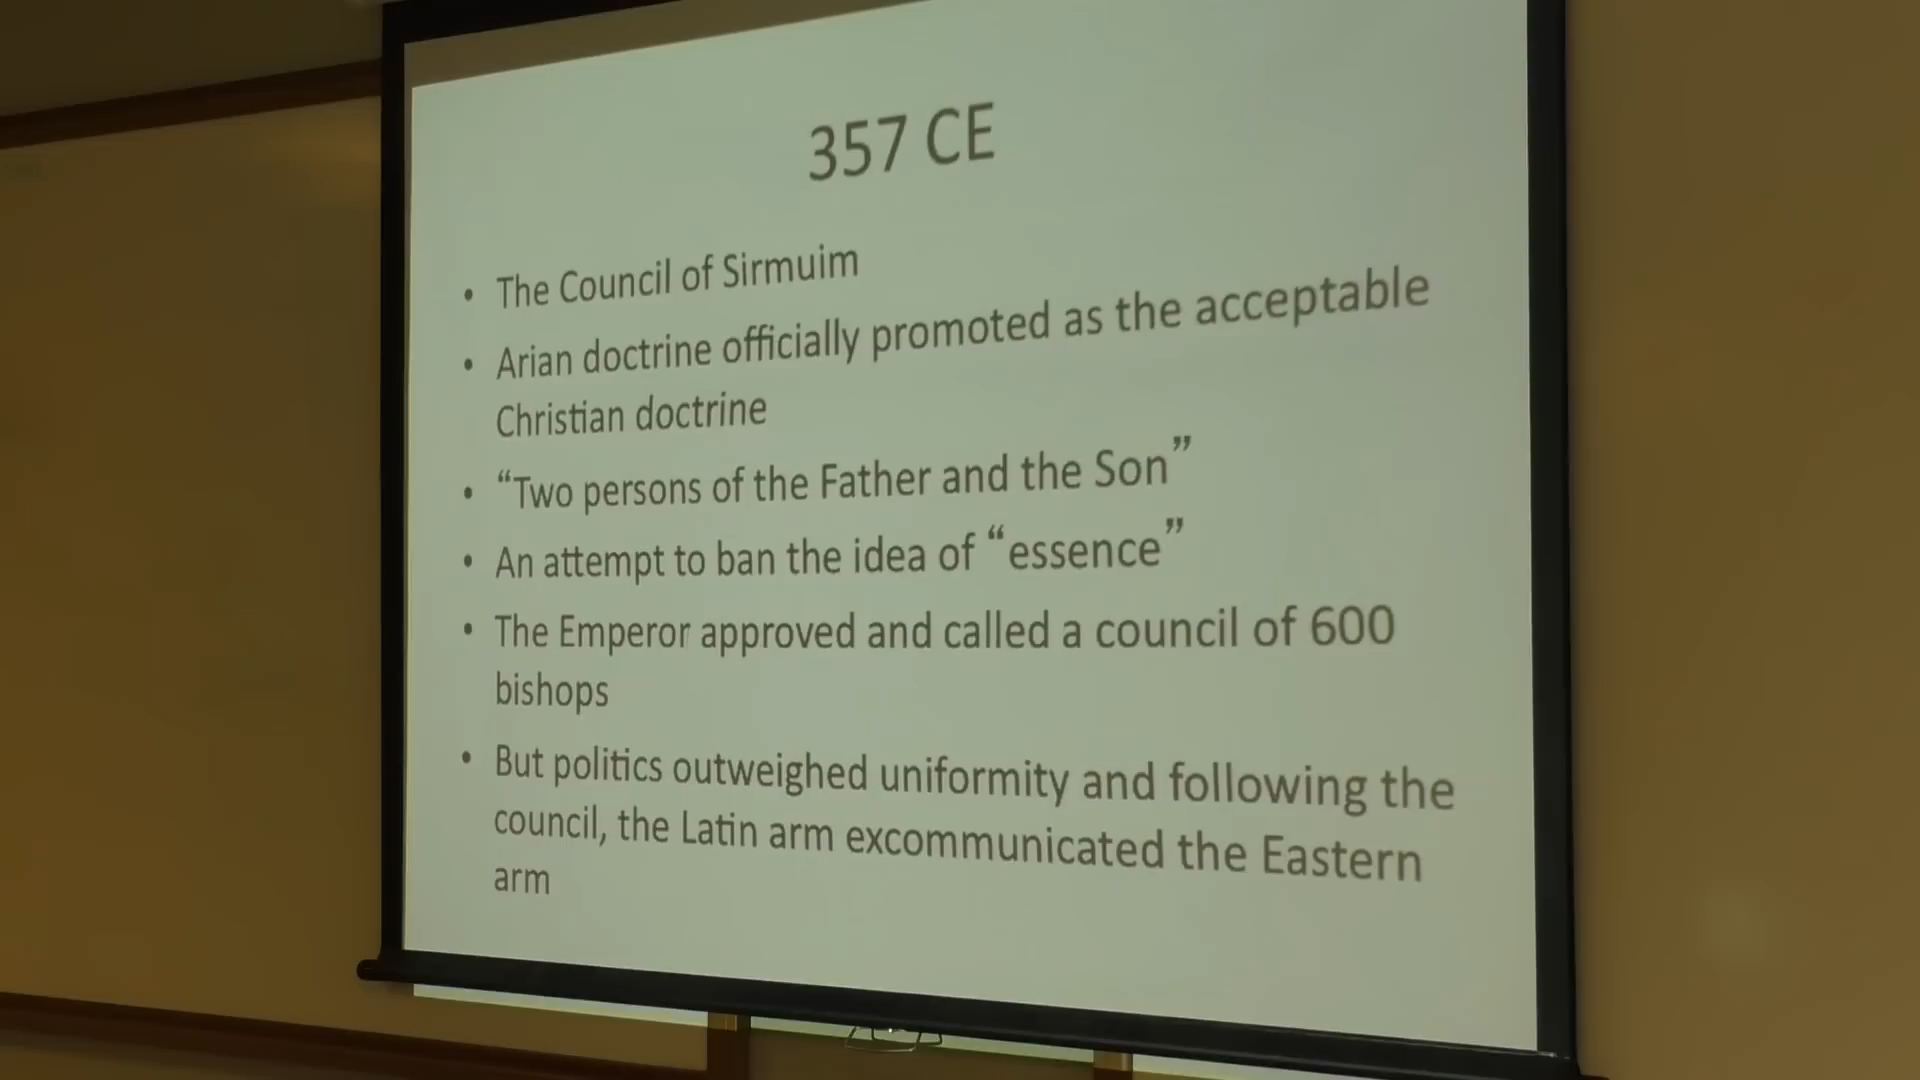 357 CE
• The Council of Sirmuim
• Arian doctrine officially promoted as the acceptable
Christian doctrine
• “Two persons of the Father and the Son”
• An attempt to ban the idea of “essence”
• The Emperor approved and called a council of 600
bishops
• But politics outweighed uniformity and following the
council, the Latin arm excommunicated the Eastern
arm